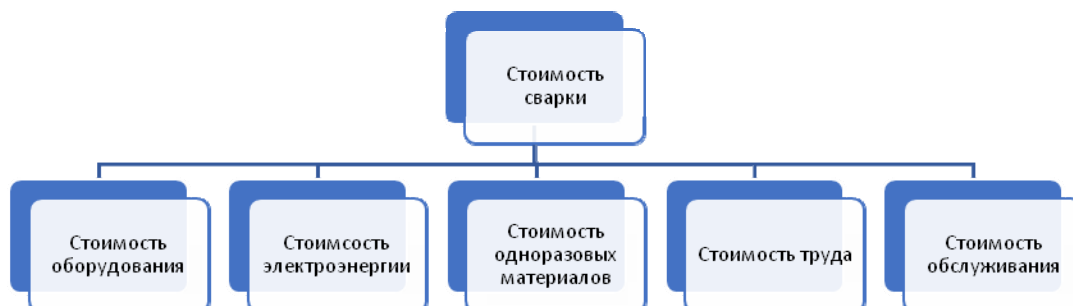 Стоимость
сварки
Стоимость
оборудования
Стоимсость
электроэнергии
Стоимость
одноразовых
материалов
Стоимость труда
Стоимость
обслуживания